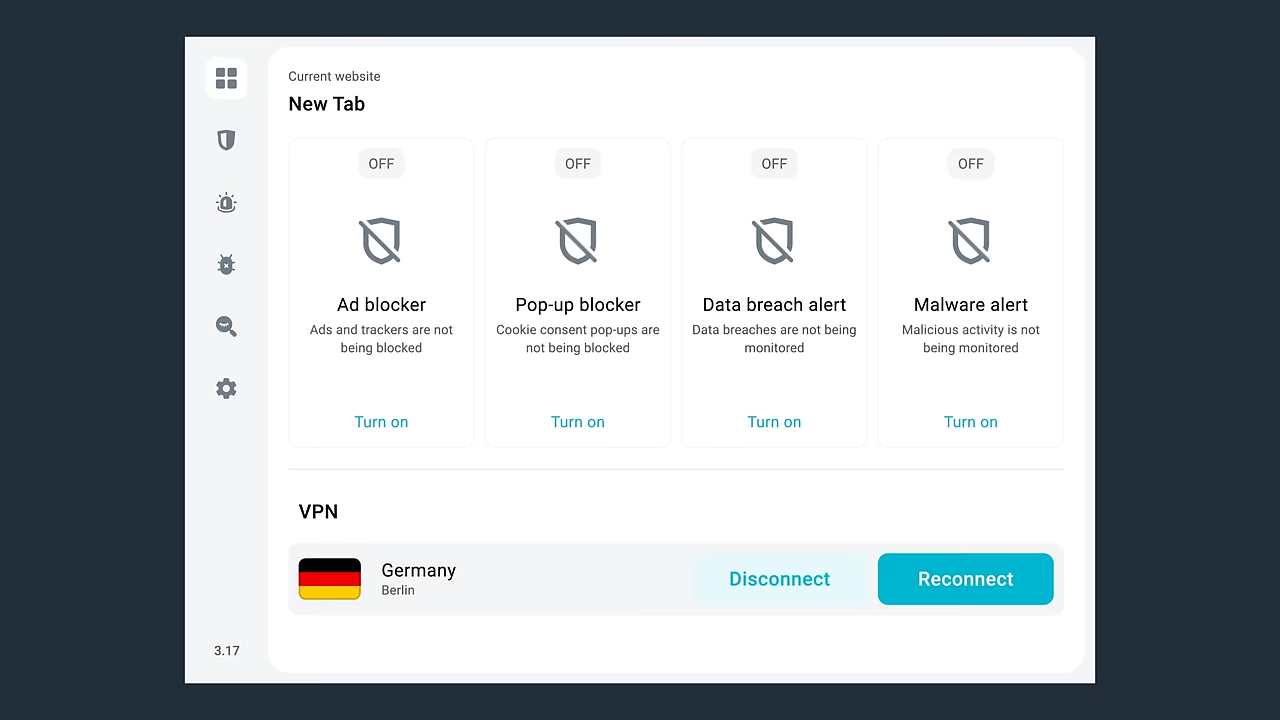 Current website
New Tab
OFF
Ad blocker
Ads and trackers are not
being blocked
Turn on
OFF
Pop-up blocker
Cookie consent pop-ups are
not being blocked
Turn on
OFF
Data breach alert
Data breaches are not being
monitored
Turn on
OFF
Malware alert
Malicious activity is not
being monitored
Turn on
VPN
Germany
Berlin
Disconnect
Reconnect
3.17